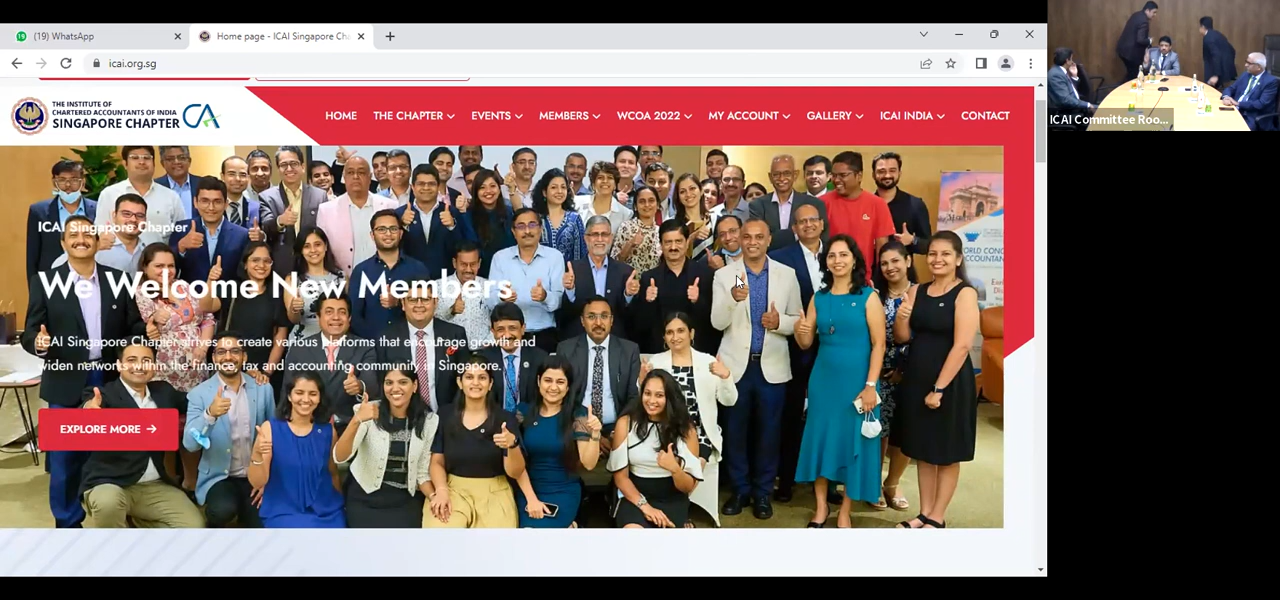 (19) WhatsApp
Home page - ICAI Singapore Ch
icai.org.sg
THE INSTITUTE OF
CHARTERED ACCOUNTANTS OF INDIA
SINGAPORE CHAPTER
CA
HOME THE CHAPTER EVENTS MEMBERS WCOA 2022 MY ACCOUNT GALLERY ICAI INDIA CONTACT
ICAI Singapore Chapter
We Welcome New Members
ICAI Singapore Chapter strives to create various platforms that encourage growth and
widen networks within the finance, tax and accounting community in Singapore.
EXPLORE MORE
ICAI Committee Roo...